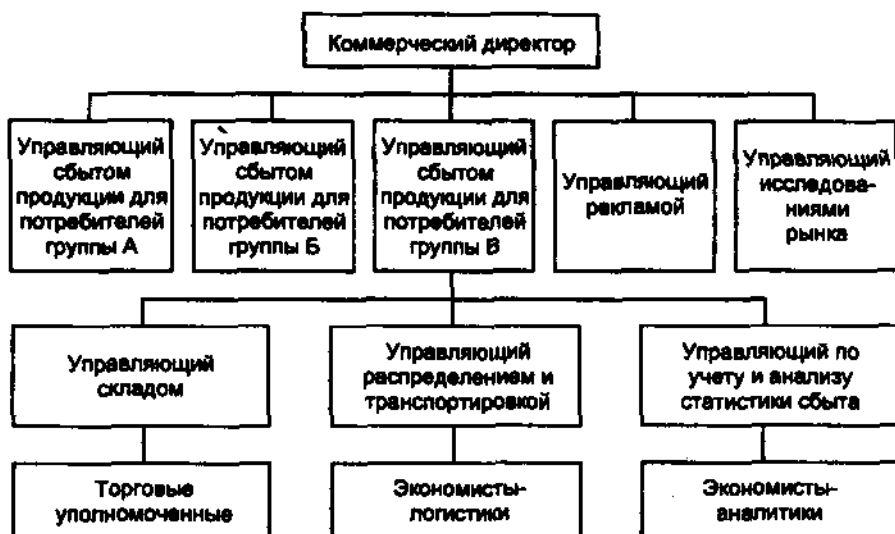 Коммерческий директор
Управляющий
сбытом
продукции для
потребителей
группы А
Управляющий
сбытом
продукции для
потребителей
группы Б
Управляющий
сбытом
продукции для
потребителей
группы В
Управляющий
рекламой
Управляющий
исследова-
ниями
рынка
Управляющий
складом
Управляющий
распределением и
транспортировкой
Управляющий по
учету и анализу
статистики сбыта
Торговые
уполномоченные
Экономисты-
логистики
Экономисты-
аналитики